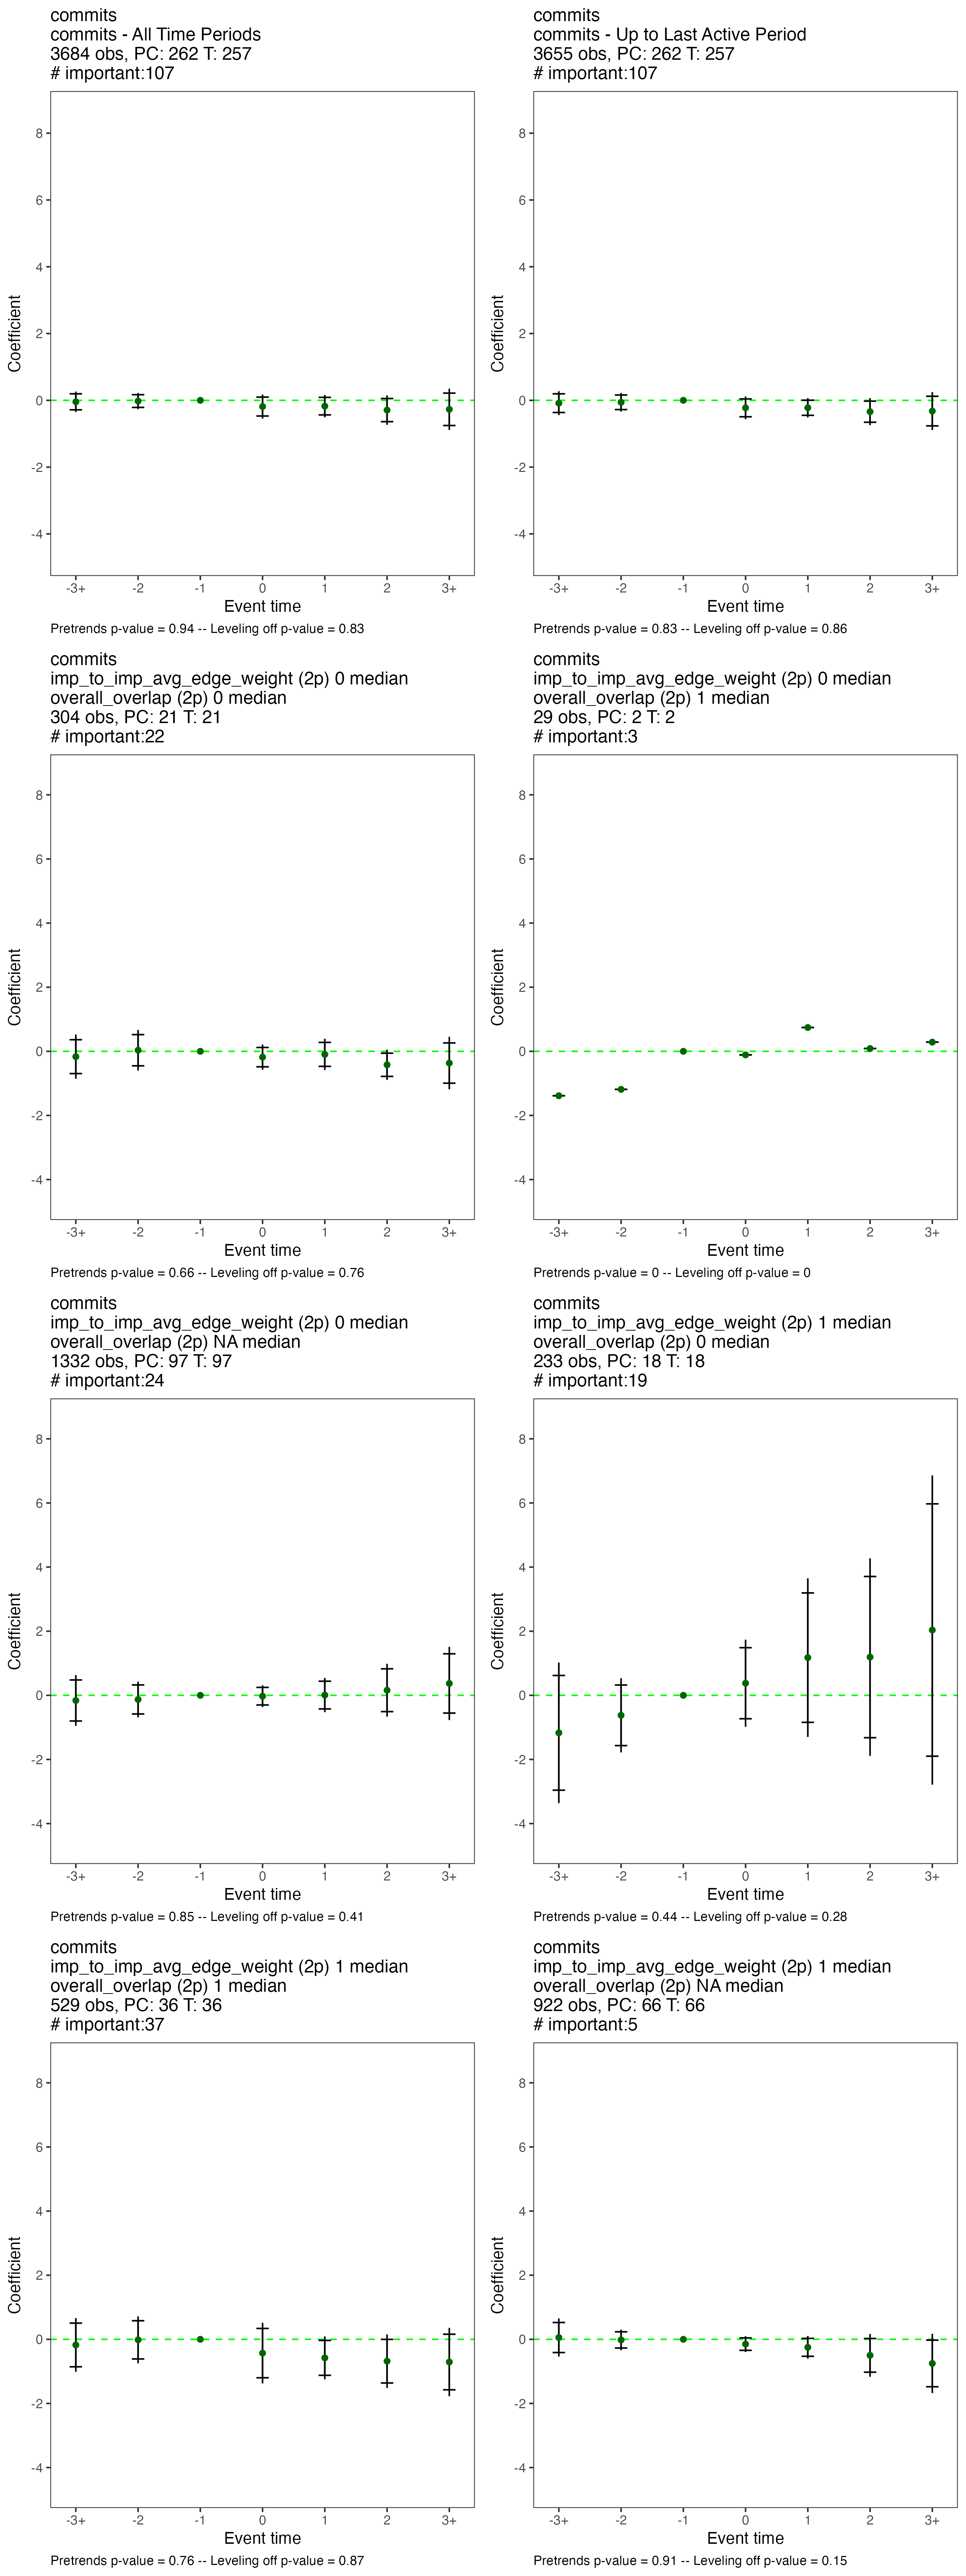 commits
commits - All Time Periods
3684 obs, PC: 262 T: 257
# important:107
Coefficient
8
6
4
2
0
-2
-4
-3+ -2 -1 0 1 2 3+
Event time
Pretrends p-value = 0.94 -- Leveling off p-value = 0.83
commits
commits - Up to Last Active Period
3655 obs, PC: 262 T: 257
# important:107
Coefficient
8
6
4
2
0
-2
-4
-3+ -2 -1 0 1 2 3+
Event time
Pretrends p-value = 0.83 -- Leveling off p-value = 0.86
commits
imp_to_imp_avg_edge_weight (2p) 0 median
overall_overlap (2p) 0 median
304 obs, PC: 21 T: 21
# important:22
Coefficient
8
6
4
2
0
-2
-4
-3+ -2 -1 0 1 2 3+
Event time
Pretrends p-value = 0.66 -- Leveling off p-value = 0.76
commits
imp_to_imp_avg_edge_weight (2p) 0 median
overall_overlap (2p) 1 median
29 obs, PC: 2 T: 2
# important:3
Coefficient
8
6
4
2
0
-2
-4
-3+ -2 -1 0 1 2 3+
Event time
Pretrends p-value = 0 -- Leveling off p-value = 0
commits
imp_to_imp_avg_edge_weight (2p) 0 median
overall_overlap (2p) NA median
1332 obs, PC: 97 T: 97
# important:24
Coefficient
8
6
4
2
0
-2
-4
-3+ -2 -1 0 1 2 3+
Event time
Pretrends p-value = 0.85 -- Leveling off p-value = 0.41
commits
imp_to_imp_avg_edge_weight (2p) 1 median
overall_overlap (2p) 0 median
233 obs, PC: 18 T: 18
# important:19
Coefficient
8
6
4
2
0
-2
-4
-3+ -2 -1 0 1 2 3+
Event time
Pretrends p-value = 0.44 -- Leveling off p-value = 0.28
commits
imp_to_imp_avg_edge_weight (2p) 1 median
overall_overlap (2p) 1 median
529 obs, PC: 36 T: 36
# important:37
Coefficient
8
6
4
2
0
-2
-4
-3+ -2 -1 0 1 2 3+
Event time
Pretrends p-value = 0.76 -- Leveling off p-value = 0.87
commits
imp_to_imp_avg_edge_weight (2p) 1 median
overall_overlap (2p) NA median
922 obs, PC: 66 T: 66
# important:5
Coefficient
8
6
4
2
0
-2
-4
-3+ -2 -1 0 1 2 3+
Event time
Pretrends p-value = 0.91 -- Leveling off p-value = 0.15